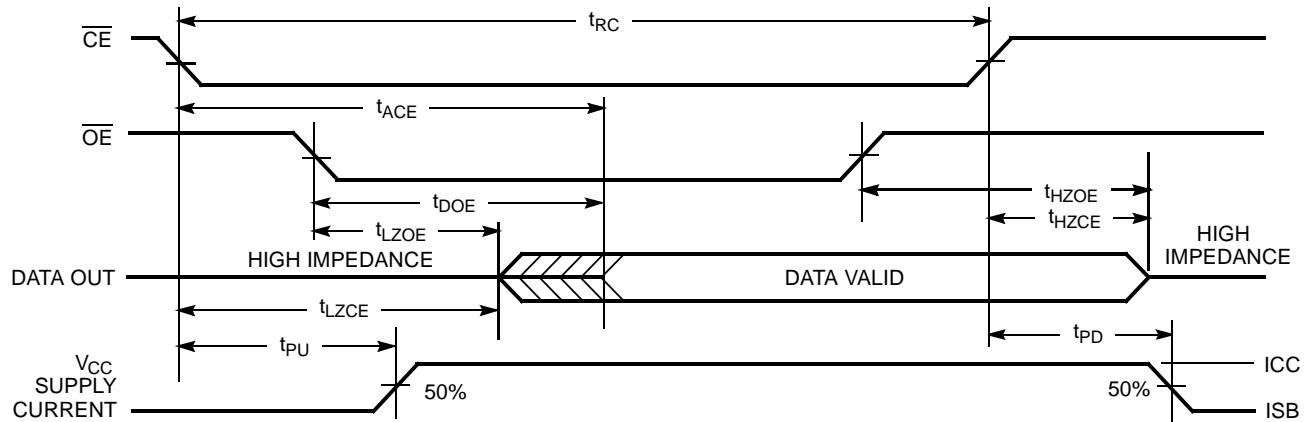 tRC
CE
tACE
OE
tHZOE
tDOE
tHZCE
tLZOE
HIGH IMPEDANCE
HIGH
IMPEDANCE
DATA OUT
DATA VALID
tLZCE
tPU
tPD
VCC
SUPPLY
CURRENT
50%
50%
ICC
ISB